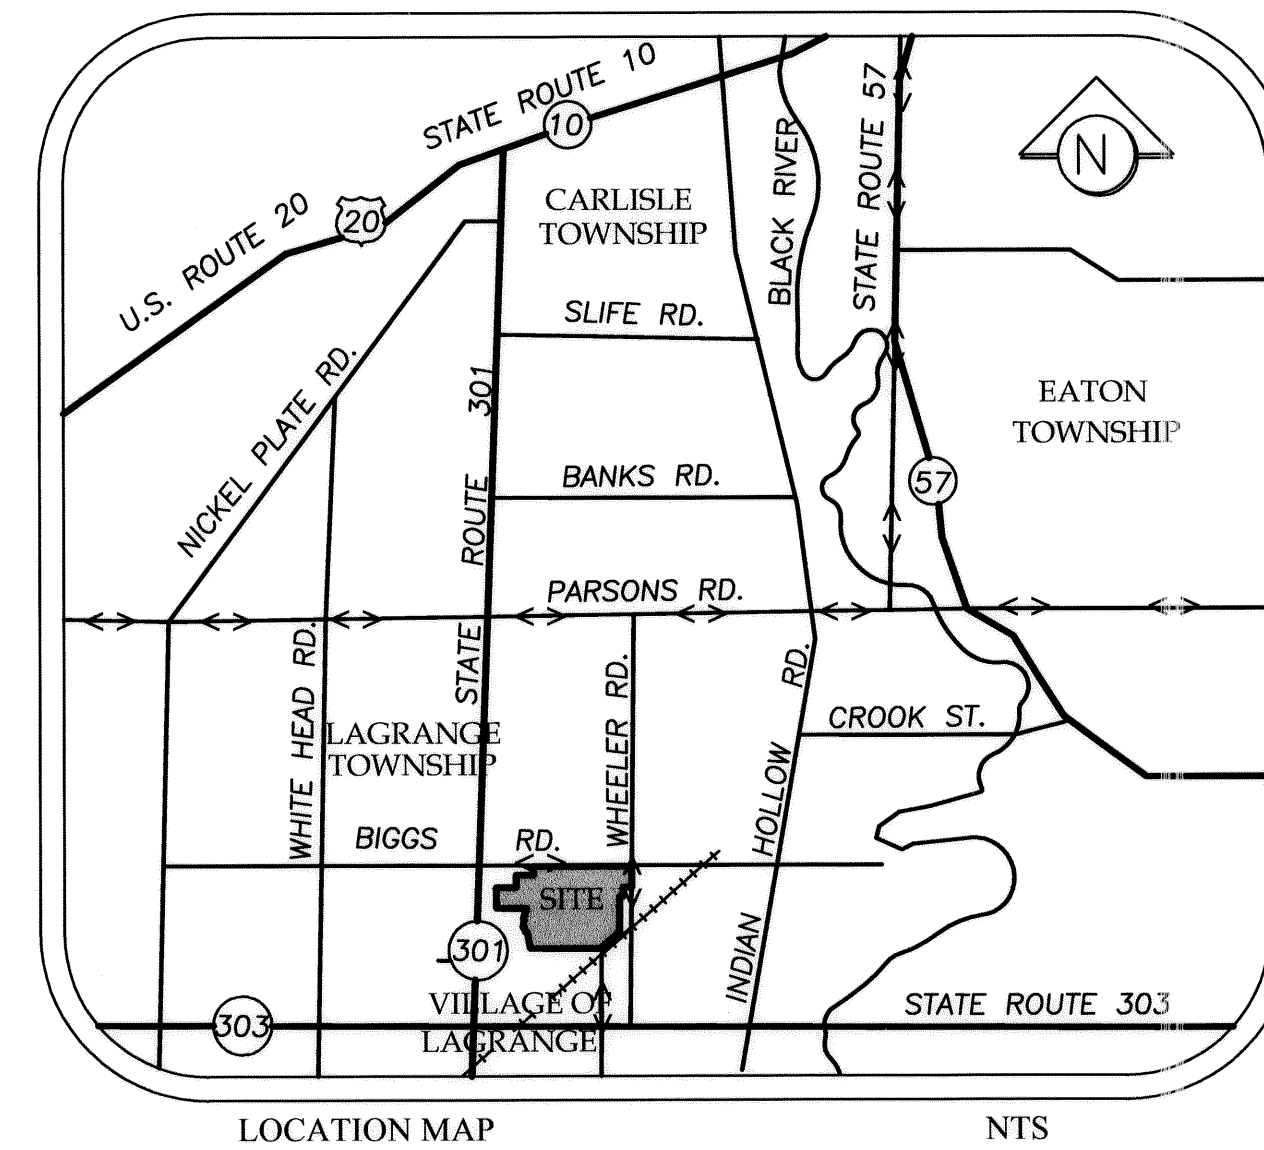 STATE ROUTE 10
10
STATE ROUTE 57
N
BLACK RIVER
CARLISLE
TOWNSHIP
U.S. ROUTE 20
20
SLIFE RD.
NICKEL PLATE RD.
EATON
TOWNSHIP
STATE ROUTE 301
BANKS RD.
57
PARSONS RD.
WHITE HEAD RD.
LAGRANGE
TOWNSHIP
WHEELER RD.
INDIAN HOLLOW RD.
CROOK ST.
BIGGS RD.
SITE
301
VILLAGE OF
LAGRANGE
STATE ROUTE 303
303
LOCATION MAP
NTS